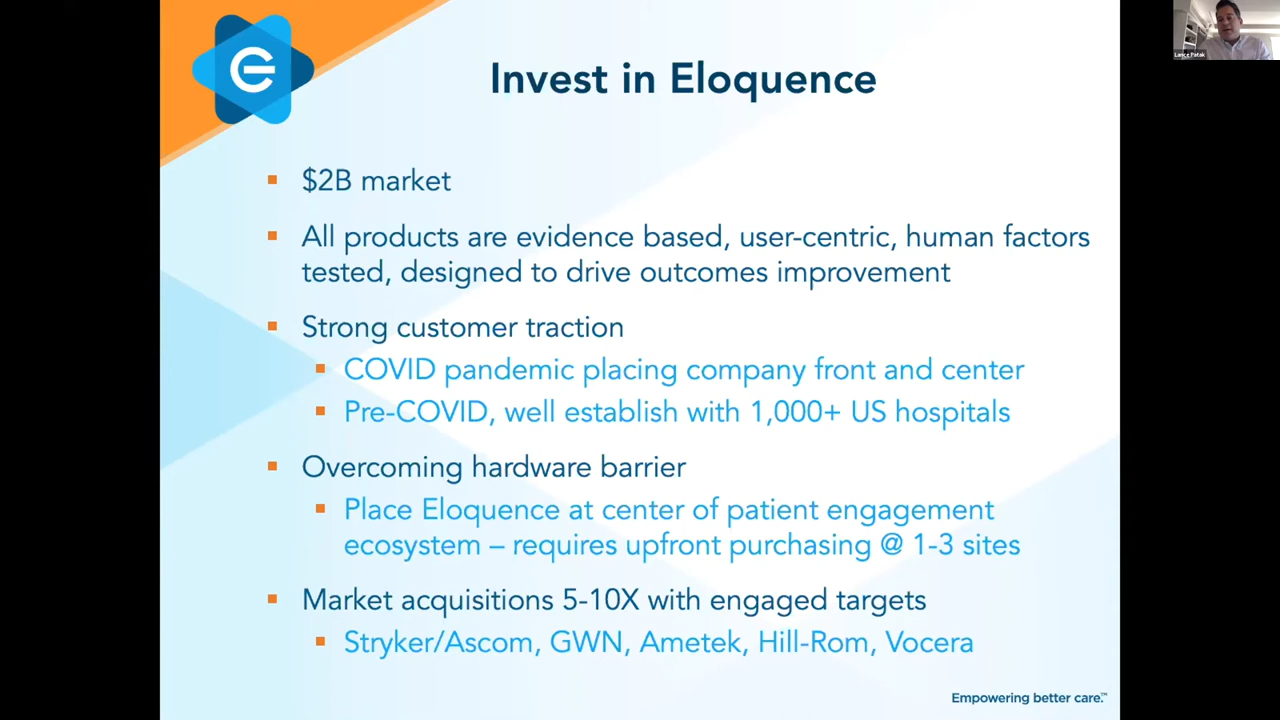 Lance Patak
Invest in Eloquence
$2B market
All products are evidence based, user-centric, human factors
tested, designed to drive outcomes improvement
Strong customer traction
COVID pandemic placing company front and center
Pre-COVID, well establish with 1,000+ US hospitals
Overcoming hardware barrier
Place Eloquence at center of patient engagement
ecosystem – requires upfront purchasing @ 1-3 sites
Market acquisitions 5-10X with engaged targets
Stryker/Ascom, GWN, Ametek, Hill-Rom, Vocera
Empowering better care.™